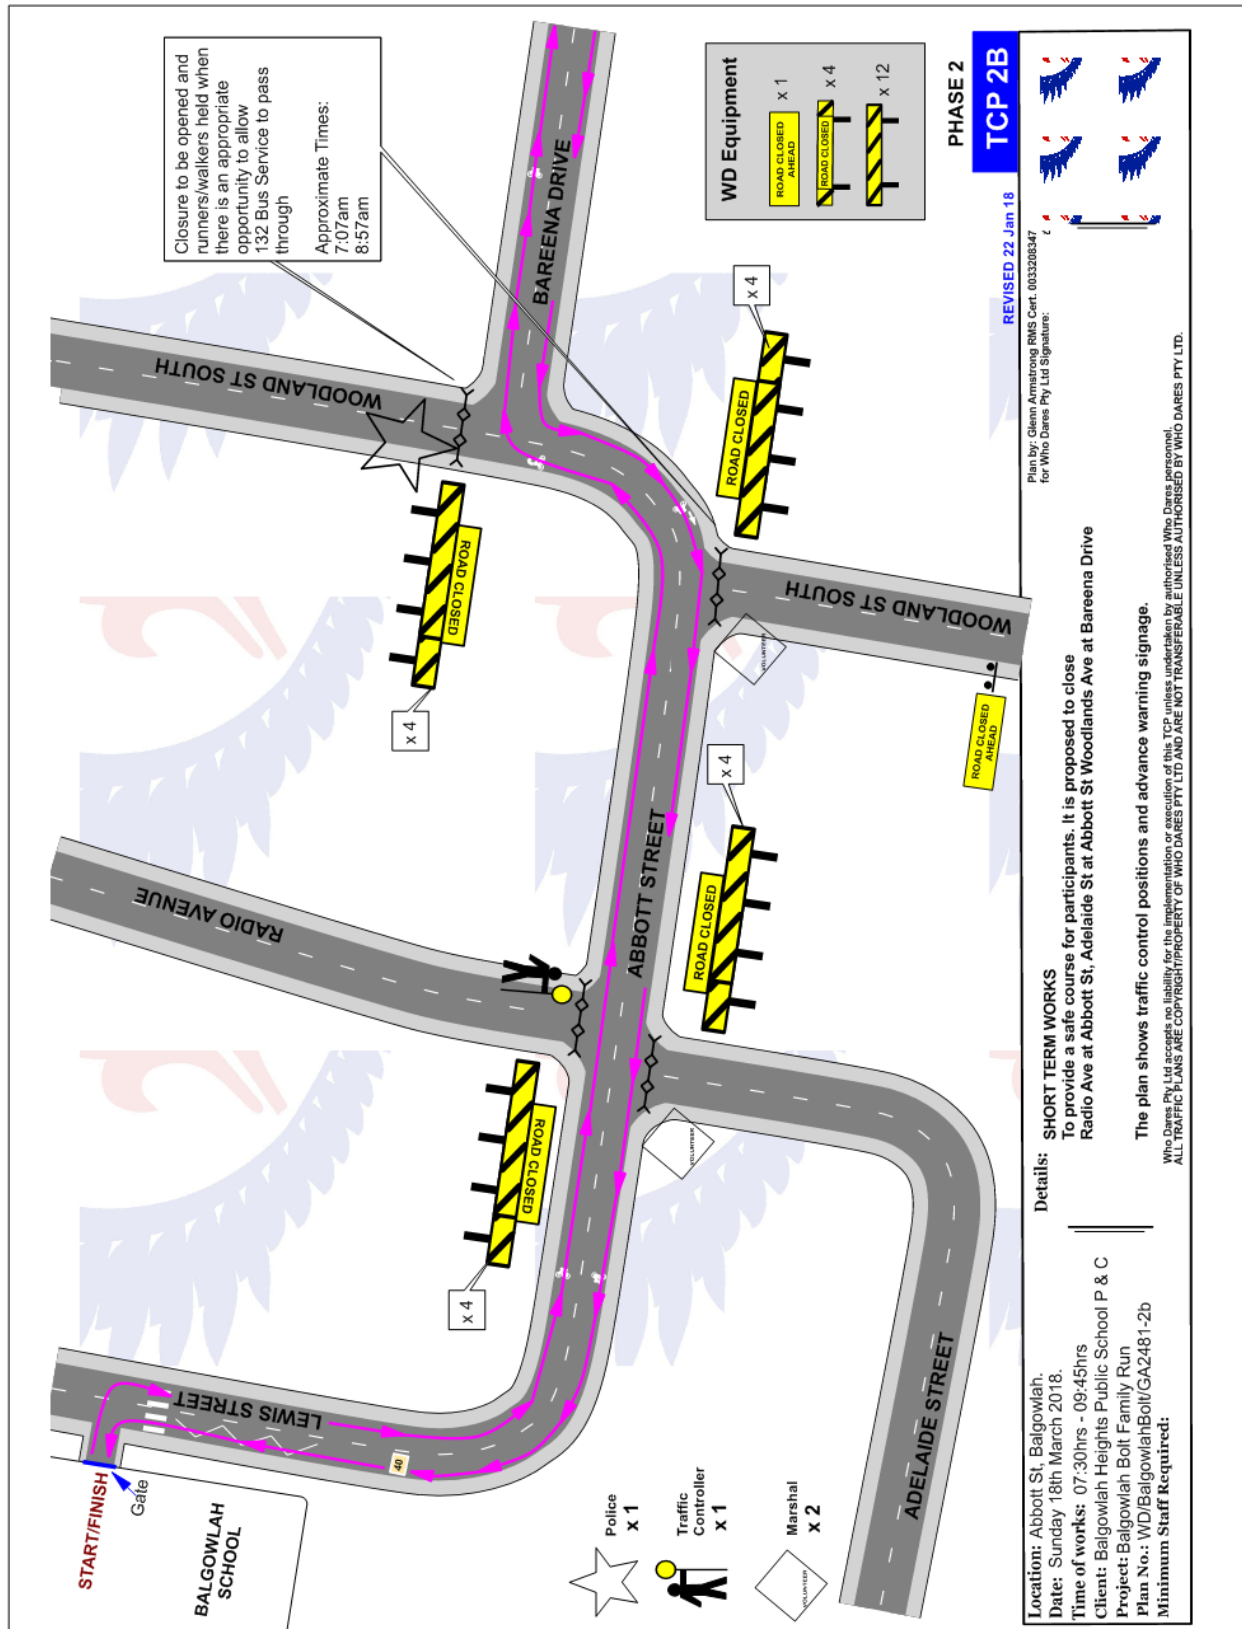 START/FINISH
Gate
BALGOWLAH
SCHOOL
LEWIS STREET
40
RADIO AVENUE
WOODLAND ST SOUTH
Closure to be opened and
runners/walkers held when
there is an appropriate
opportunity to allow
132 Bus Service to pass
through
Approximate Times:
7:07am
8:57am
BAREENA DRIVE
x 4
ROAD CLOSED
x 4
ROAD CLOSED
ABBOTT STREET
ROAD CLOSED
x 4
ROAD CLOSED
x 4
VOLUNTEER
VOLUNTEER
WOODLAND ST SOUTH
ROAD CLOSED
AHEAD
ADELAIDE STREET
Police
x 1
Traffic
Controller
x 1
VOLUNTEER
Marshal
x 2
WD Equipment
ROAD CLOSED
AHEAD
x 1
ROAD CLOSED
x 4
x 12
PHASE 2
TCP 2B
REVISED 22 Jan 18
Location: Abbott St, Balgowlah.
Date: Sunday 18th March 2018.
Time of works: 07:30hrs - 09:45hrs
Client: Balgowlah Heights Public School P & C
Project: Balgowlah Bolt Family Run
Plan No.: WD/BalgowlahBolt/GA2481-2b
Minimum Staff Required:
Details: SHORT TERM WORKS
To provide a safe course for participants. It is proposed to close
Radio Ave at Abbott St, Adelaide St at Abbott St Woodlands Ave at Bareena Drive
The plan shows traffic control positions and advance warning signage.
Who Dares Pty Ltd accepts no liability for the implementation or execution of this TCP unless undertaken by authorised Who Dares personnel.
ALL TRAFFIC PLANS ARE COPYRIGHT/PROPERTY OF WHO DARES PTY LTD AND ARE NOT TRANSFERABLE UNLESS AUTHORISED BY WHO DARES PTY LTD.
Plan by: Glenn Armstrong RMS Cert. 0033208347
for Who Dares Pty Ltd Signature: